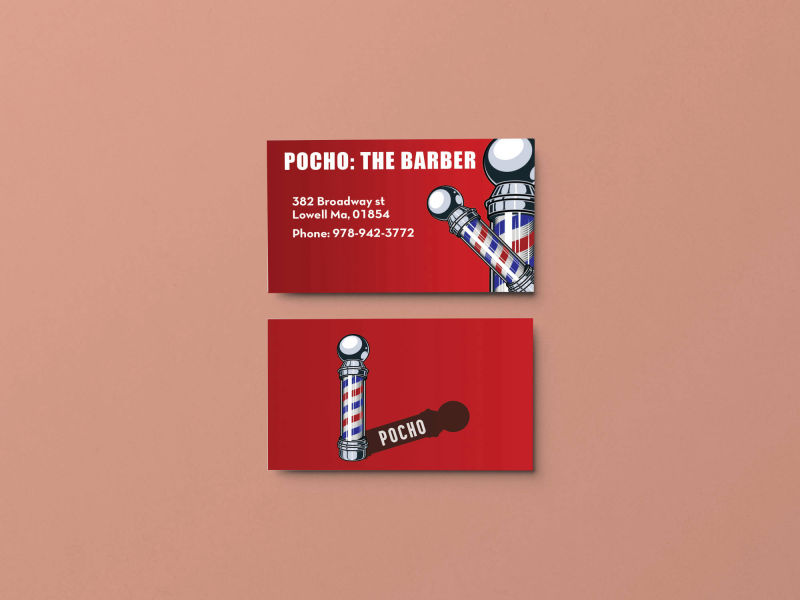 POCHO: THE BARBER
382 Broadway st
Lowell Ma, 01854
Phone: 978-942-3772
POCHO